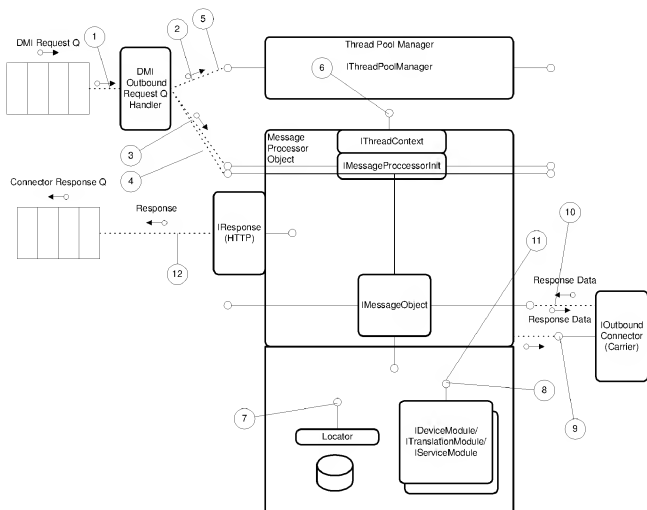 DMI Request Q
1
2
5
DMI
Outbound
Request Q
Handler
Thread Pool Manager
IThreadPoolManager
6
3
4
Message
Processor
Object
IThreadContext
IMessageProccessorInit
Connector Response Q
Response
12
IResponse
(HTTP)
11
10
IMessageObject
Response Data
Response Data
IOutbound
Connector
(Carrier)
9
7
8
Locator
IDeviceModule/
ITranslationModule/
IServiceModule